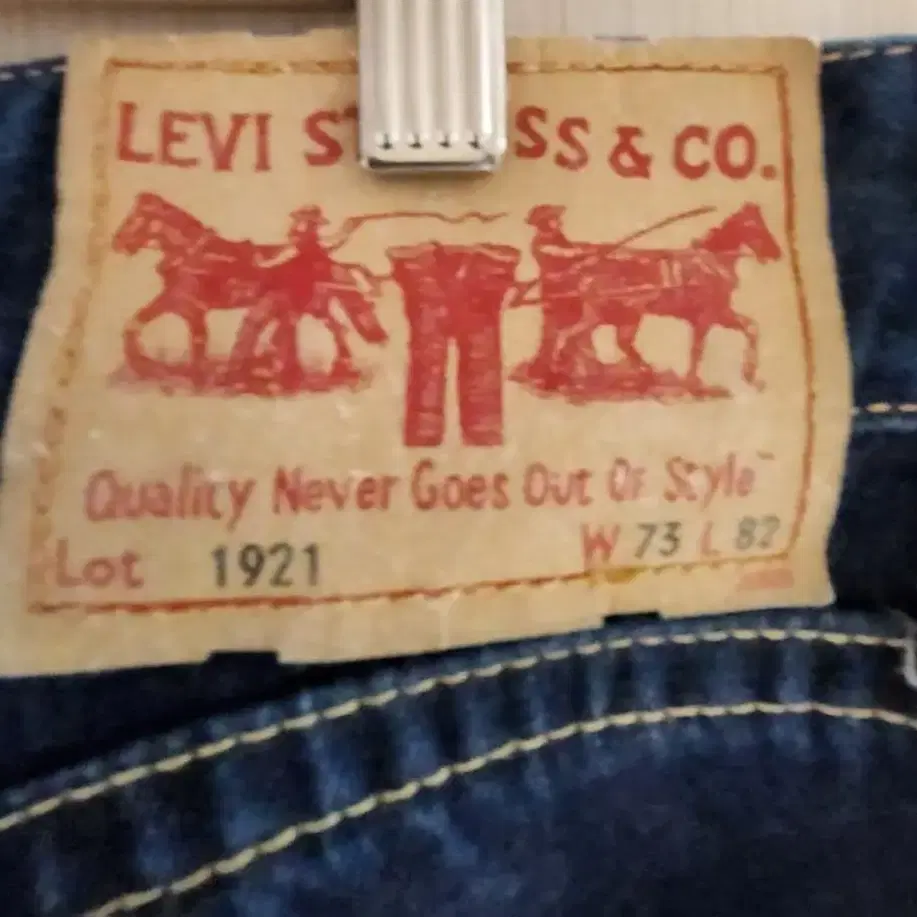 LEVI S SS & CO.
Quality Never Goes Out Of Style™
Lot 1921 W 73 L 82